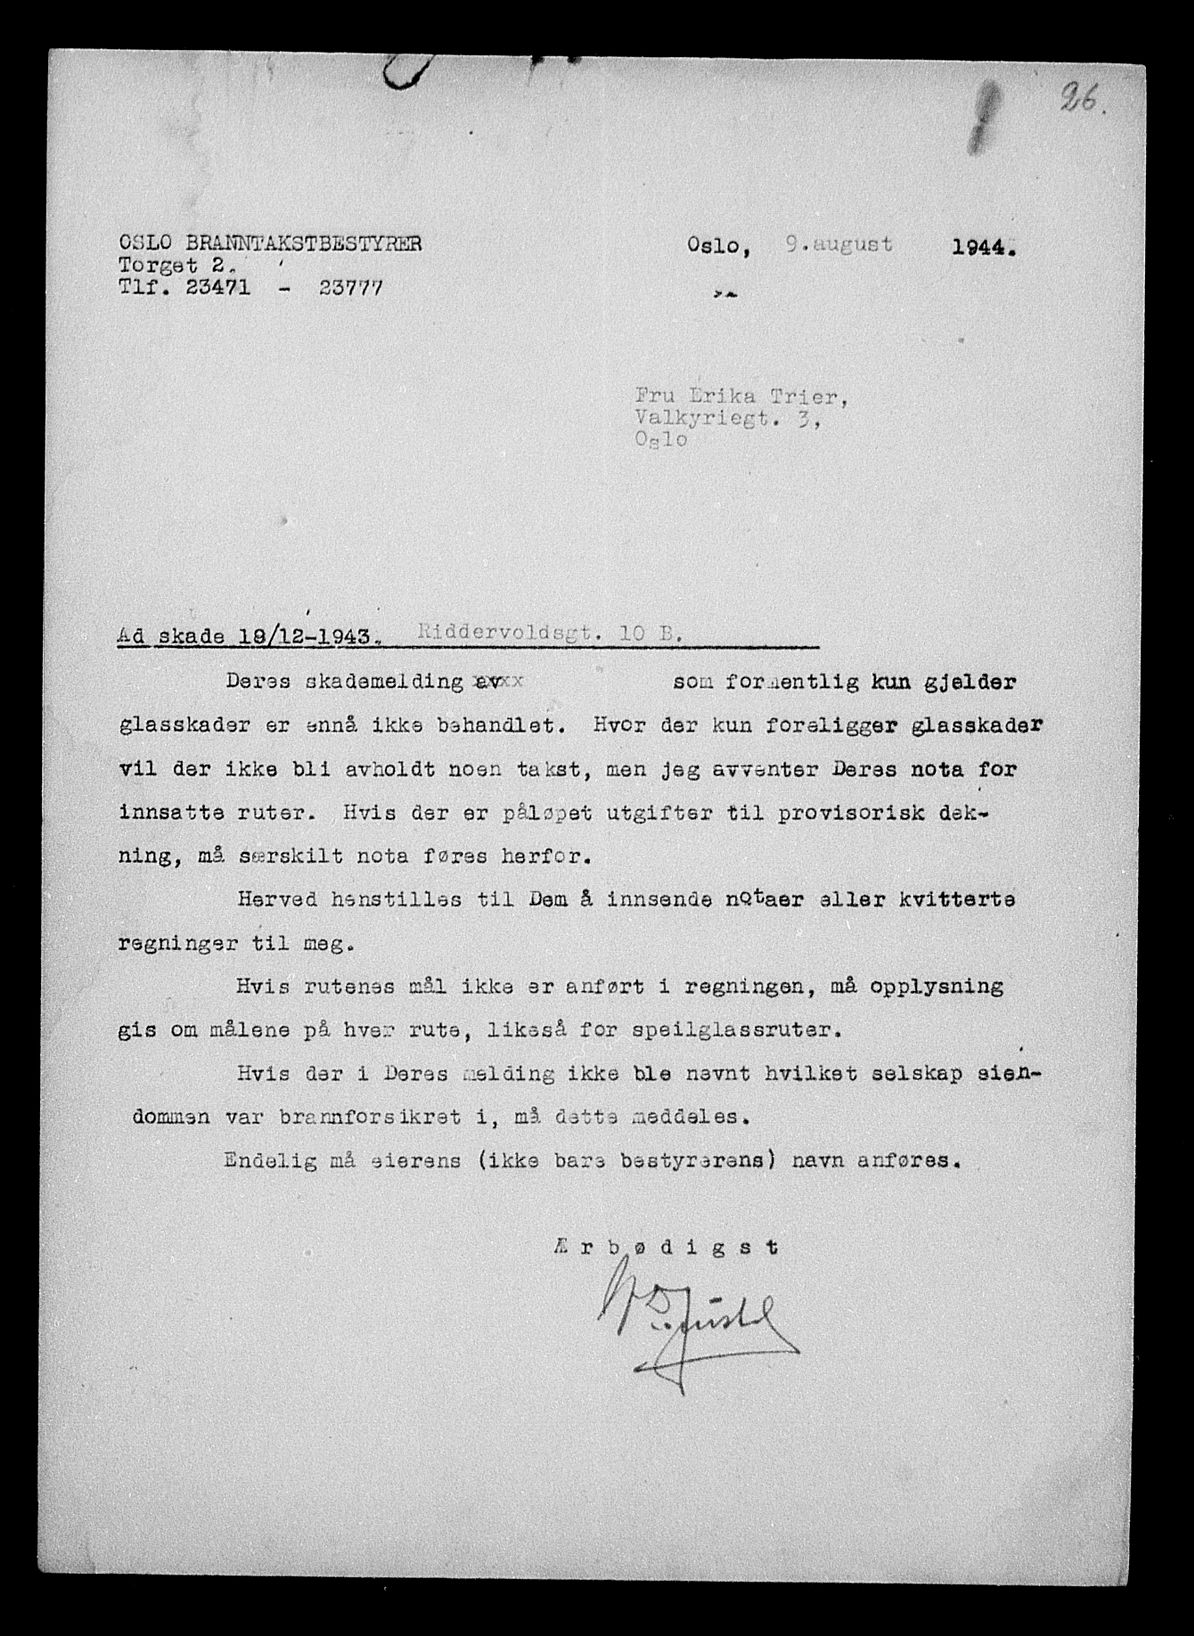 26.
OSLO BRANNTAKSTBESTYRER
Torget 2.
Tlf. 23471 - 23777
Oslo, 9.august 1944.
Fru Erika Trier,
Valkyriegt. 3,
Oslo
Ad skade 19/12-1943. Riddervoldsgt. 10 B.
Deres skademelding av som formentlig kun gjelder
glasskader er ennå ikke behandlet. Hvor der kun foreligger glasskader
vil der ikke bli avholdt noen takst, men jeg avventer Deres nota for
innsatte ruter. Hvis der er påløpet utgifter til provisorisk dek-
ning, må særskilt nota føres herfor.
Herved henstilles til Dem å innsende notaer eller kvitterte
regninger til meg.
Hvis rutenes mål ikke er anført i regningen, må opplysning
gis om målene på hver rute, likeså for speilglassruter.
Hvis der i Deres melding ikke ble nevnt hvilket selskap eien-
dommen var brannforsikret i, må dette meddeles.
Endelig må eierens (ikke bare bestyrerens) navn anføres.
Ærbødigst